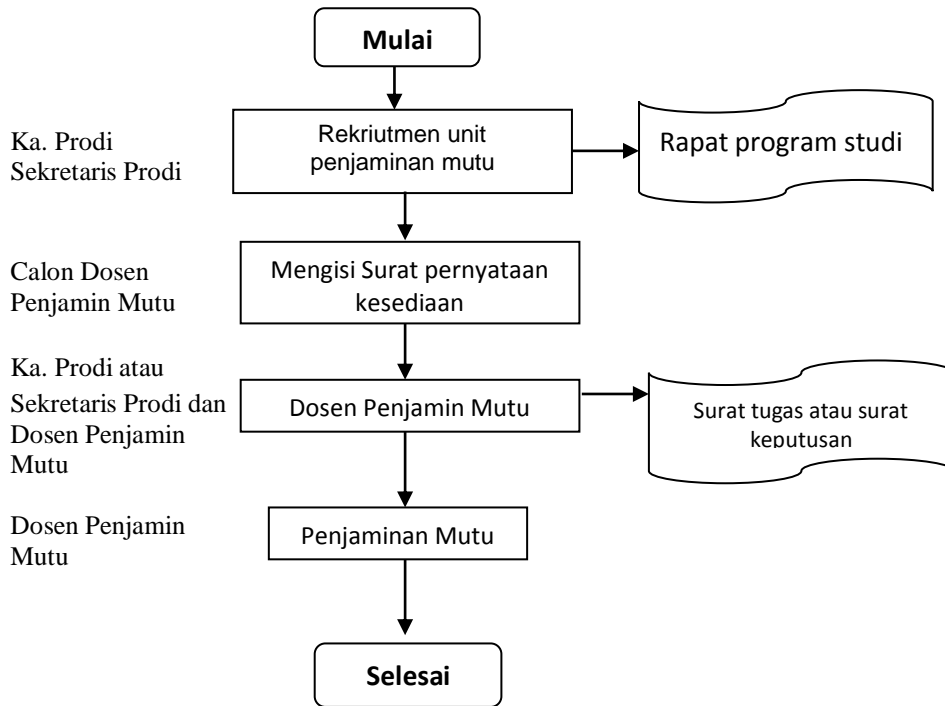 Mulai
Ka. Prodi
Sekretaris Prodi
Rekriutmen unit
penjaminan mutu
Rapat program studi
Calon Dosen
Penjamin Mutu
Mengisi Surat pernyataan
kesediaan
Ka. Prodi atau
Sekretaris Prodi dan
Dosen Penjamin
Mutu
Dosen Penjamin Mutu
Surat tugas atau surat
keputusan
Dosen Penjamin
Mutu
Penjaminan Mutu
Selesai